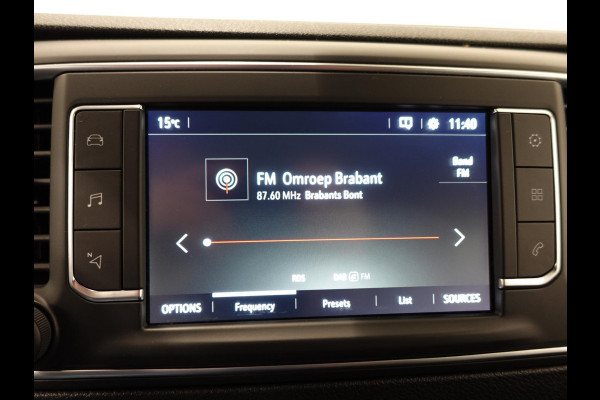 15°C 11:40
FM Omroep Brabant
87.60 MHz Brabants Bont
Band
FM
N
RDS DAB FM
OPTIONS Frequency Presets List SOURCES